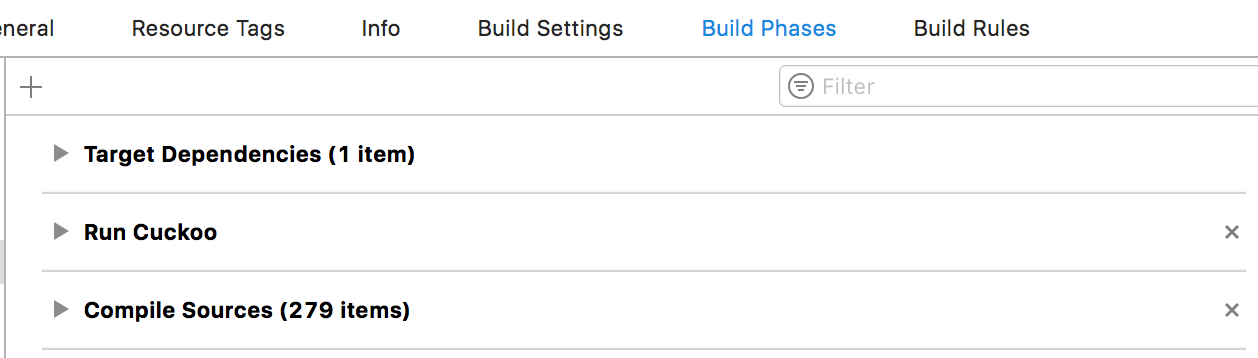 eneral Resource Tags Info Build Settings Build Phases Build Rules
Filter
Target Dependencies (1 item)
Run Cuckoo
Compile Sources (279 items)